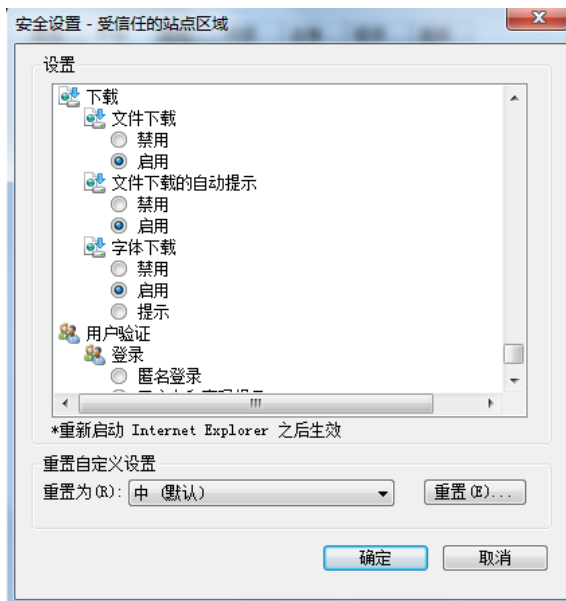 安全设置 - 受信任的站点区域
设置
下载
文件下载
禁用
启用
文件下载的自动提示
禁用
启用
字体下载
禁用
启用
提示
用户验证
登录
匿名登录
*重新启动 Internet Explorer 之后生效
重置自定义设置
重置为(R): 中 (默认) 重置(E)...
确定 取消